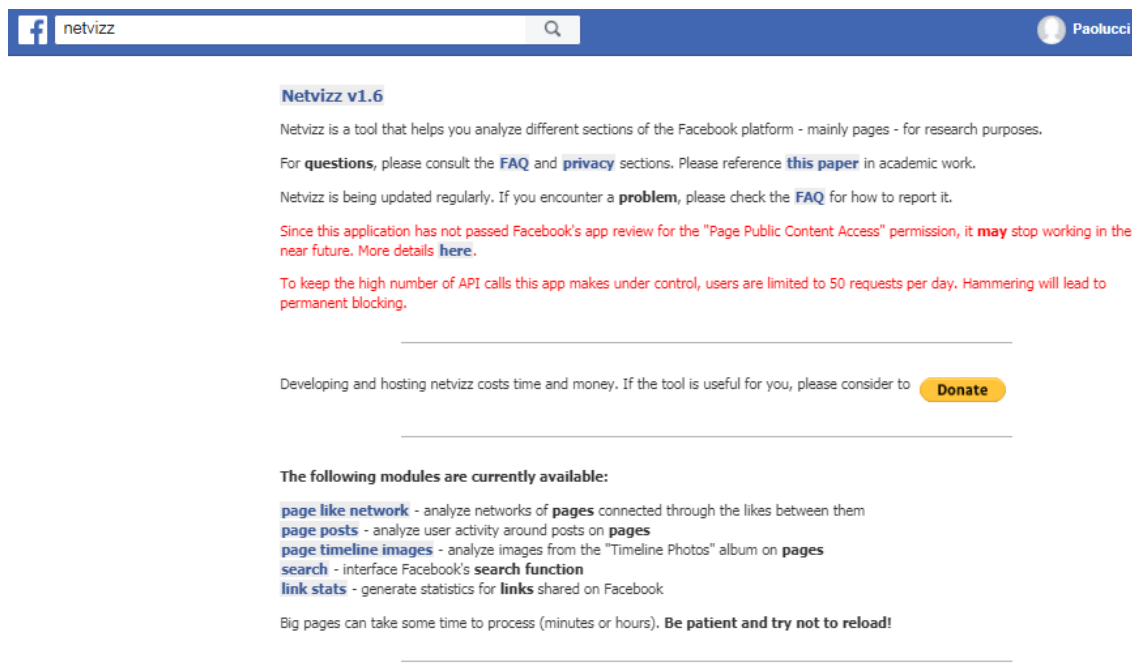 netvizz
Paolucci
Netvizz v1.6
Netvizz is a tool that helps you analyze different sections of the Facebook platform - mainly pages - for research purposes.
For questions, please consult the FAQ and privacy sections. Please reference this paper in academic work.
Netvizz is being updated regularly. If you encounter a problem, please check the FAQ for how to report it.
Since this application has not passed Facebook's app review for the "Page Public Content Access" permission, it may stop working in the
near future. More details here.
To keep the high number of API calls this app makes under control, users are limited to 50 requests per day. Hammering will lead to
permanent blocking.
Developing and hosting netvizz costs time and money. If the tool is useful for you, please consider to Donate
The following modules are currently available:
page like network - analyze networks of pages connected through the likes between them
page posts - analyze user activity around posts on pages
page timeline images - analyze images from the "Timeline Photos" album on pages
search - interface Facebook's search function
link stats - generate statistics for links shared on Facebook
Big pages can take some time to process (minutes or hours). Be patient and try not to reload!